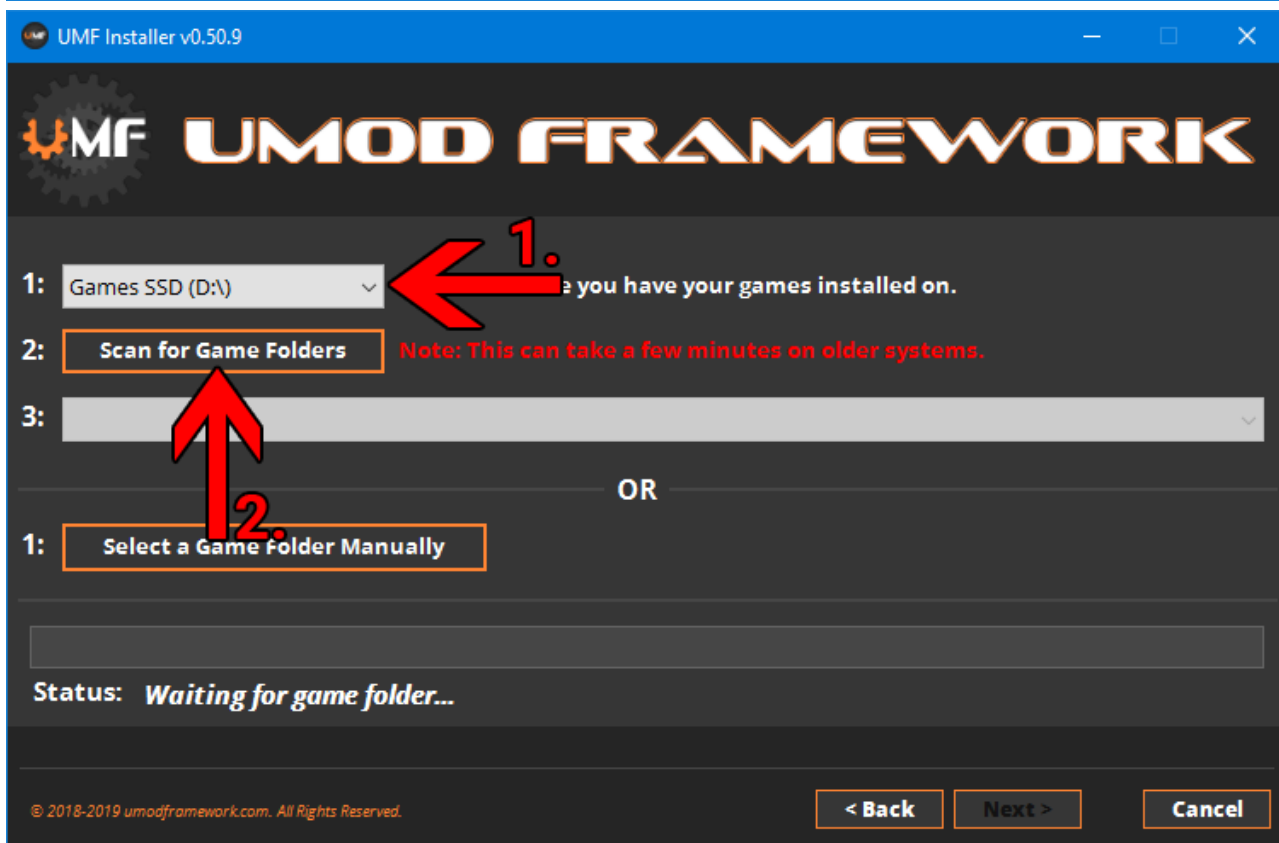 UMF Installer v0.50.9
UMF UMOD FRAMEWORK
1.
1: Games SSD (D:\) you have your games installed on.
2: Scan for Game Folders Note: This can take a few minutes on older systems.
3:
2.
OR
1: Select a Game Folder Manually
Status: Waiting for game folder...
© 2018-2019 umodframework.com. All Rights Reserved.
< Back Next > Cancel